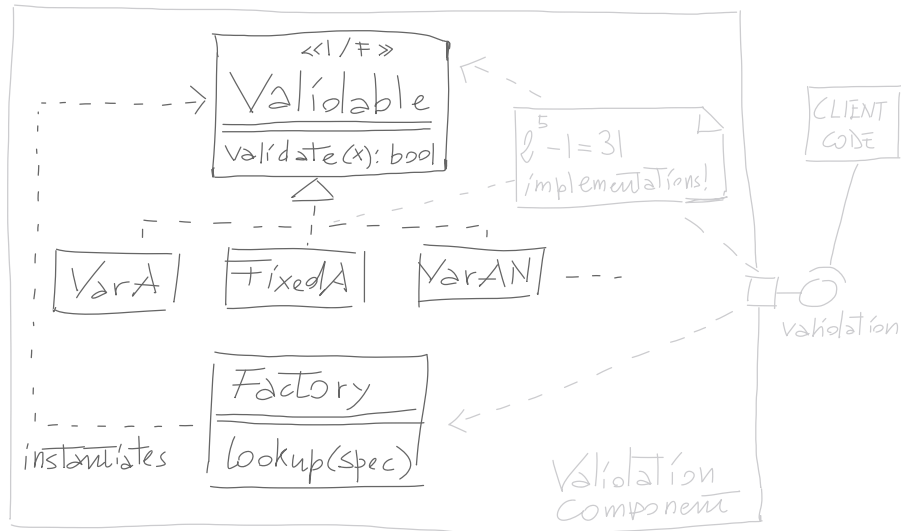 <<I/F>>
Validable
validate(x): bool
2^5 - 1 = 31
implementations!
CLIENT
CODE
VarA
FixedA
VarAN
validation
Factory
lookup(spec)
instantiates
Validation
Component